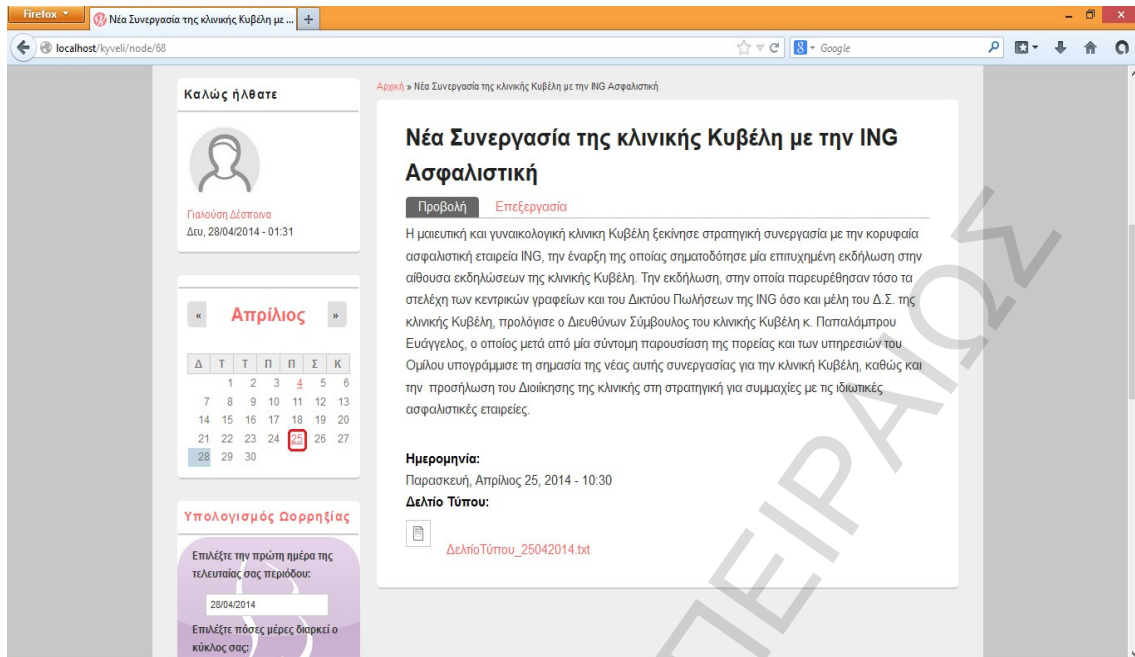 Firefox
Νέα Συνεργασία της κλινικής Κυβέλη με ...
localhost/kyveli/node/68
Google
Καλώς ήλθατε
Γιαλούση Δέσποινα
Δευ, 28/04/2014 - 01:31
« Απρίλιος »
Δ Τ Τ Π Π Σ Κ
1 2 3 4 5 6
7 8 9 10 11 12 13
14 15 16 17 18 19 20
21 22 23 24 25 26 27
28 29 30
Υπολογισμός Ωορρηξίας
Επιλέξτε την πρώτη ημέρα της
τελευταίας σας περιόδου:
28/04/2014
Επιλέξτε πόσες μέρες διαρκεί ο
κύκλος σας:
Αρχική » Νέα Συνεργασία της κλινικής Κυβέλη με την ING Ασφαλιστική
Νέα Συνεργασία της κλινικής Κυβέλη με την ING
Ασφαλιστική
Προβολή Επεξεργασία
Η μαιευτική και γυναικολογική κλινικη Κυβέλη ξεκίνησε στρατηγική συνεργασία με την κορυφαία
ασφαλιστική εταιρεία ING, την έναρξη της οποίας σηματοδότησε μία επιτυχημένη εκδήλωση στην
αίθουσα εκδηλώσεων της κλινικής Κυβέλη. Την εκδήλωση, στην οποία παρευρέθησαν τόσο τα
στελέχη των κεντρικών γραφείων και του Δικτύου Πωλήσεων της ING όσο και μέλη του Δ.Σ. της
κλινικής Κυβέλη, προλόγισε ο Διευθύνων Σύμβουλος του κλινικής Κυβέλη κ. Παπαλάμπρου
Ευάγγελος, ο οποίος μετά από μία σύντομη παρουσίαση της πορείας και των υπηρεσιών του
Ομίλου υπογράμμισε τη σημασία της νέας αυτής συνεργασίας για την κλινική Κυβέλη, καθώς και
την προσήλωση του Διοίκησης της κλινικής στη στρατηγική για συμμαχίες με τις ιδιωτικές
ασφαλιστικές εταιρείες.
Ημερομηνία:
Παρασκευή, Απρίλιος 25, 2014 - 10:30
Δελτίο Τύπου:
ΔελτίοΤύπου_25042014.txt
ΠΕΙΡΑΙΩΣ